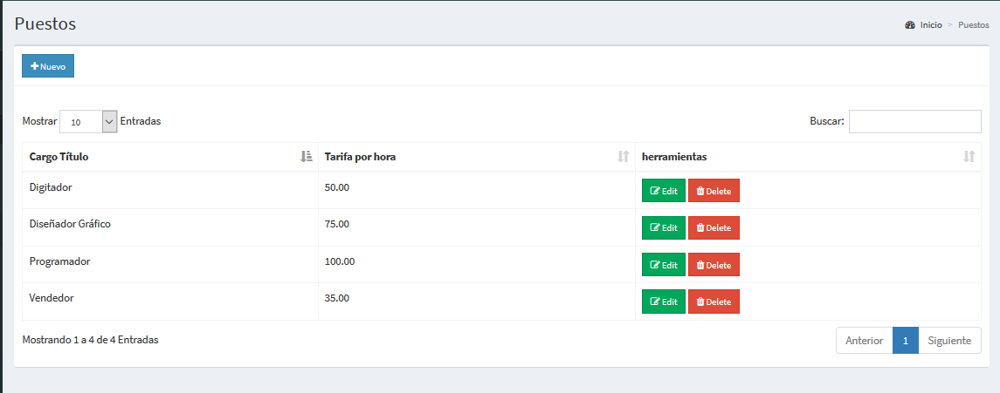 Puestos
Inicio > Puestos
Nuevo
Mostrar 10 Entradas
Buscar:
Cargo Título Tarifa por hora herramientas
Digitador 50.00 Edit Delete
Diseñador Gráfico 75.00 Edit Delete
Programador 100.00 Edit Delete
Vendedor 35.00 Edit Delete
Mostrando 1 a 4 de 4 Entradas
Anterior 1 Siguiente